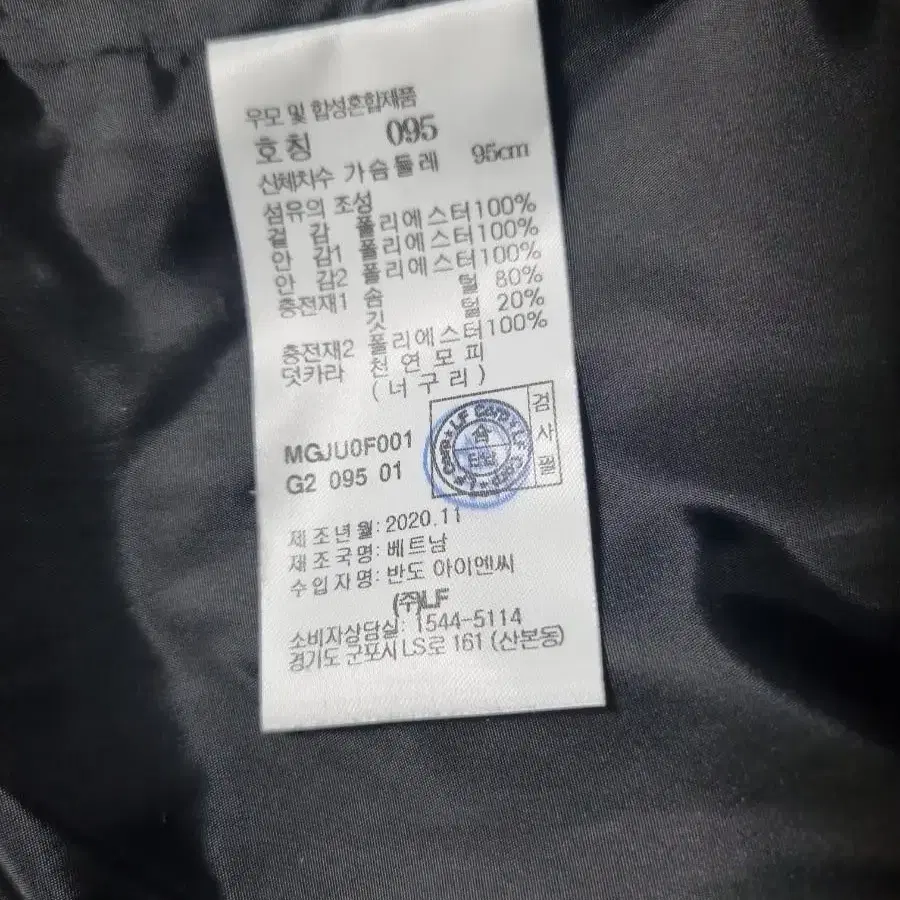 우모 및 합성혼합제품
호칭 095
신체치수 가슴둘레 95cm
섬유의 조성
겉 감 폴리에스터100%
안 감1 폴리에스터100%
안 감2 폴리에스터100%
충전재1 솜 털 80%
깃 털 20%
충전재2 폴리에스터100%
덧카라 천연모피
(너구리)
MGJU0F001
G2 095 01
검사필
LF Corp LF Corp
솜
제조년월: 2020.11
제조국명: 베트남
수입자명: 반도 아이엔씨
(주)LF
소비자상담실: 1544-5114
경기도 군포시 LS로 161 (산본동)